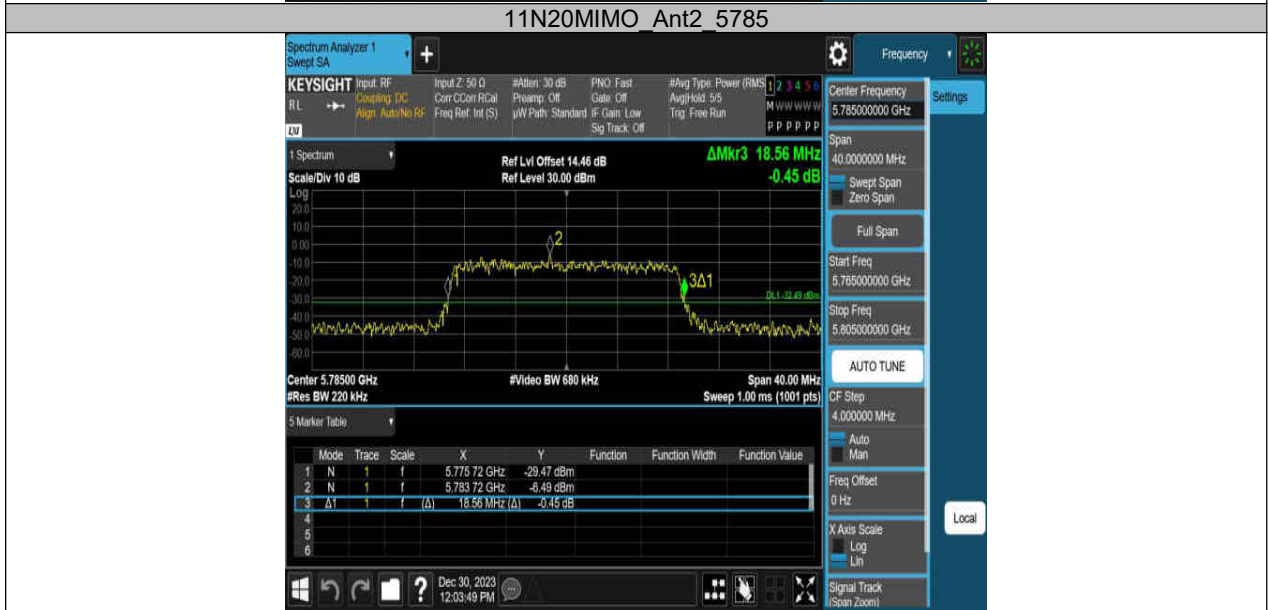 11N20MIMO_Ant2_5785
Spectrum Analyzer 1
Swept SA
+
Frequency
KEYSIGHT
RL
LXI
Input: RF
Coupling: DC
Align: Auto/No RF
Input Z: 50 Ω
Corr CCorr RCal
Freq Ref: Int (S)
#Atten: 30 dB
Preamp: Off
µW Path: Standard
PNO: Fast
Gate: Off
IF Gain: Low
Sig Track: Off
#Avg Type: Power (RMS
Avg|Hold: 5/5
Trig: Free Run
1 2 3 4 5 6
M W W W W W
P P P P P P
Center Frequency
5.785000000 GHz
Settings
1 Spectrum
Scale/Div 10 dB
Ref Lvl Offset 14.46 dB
Ref Level 30.00 dBm
ΔMkr3 18.56 MHz
-0.45 dB
Span
40.0000000 MHz
Swept Span
Zero Span
Full Span
Log
20.0
10.0
0.00
-10.0
-20.0
-30.0
-40.0
-50.0
-60.0
2
3Δ1
Start Freq
5.765000000 GHz
Stop Freq
5.805000000 GHz
AUTO TUNE
Center 5.78500 GHz
#Video BW 680 kHz
Span 40.00 MHz
#Res BW 220 kHz
Sweep 1.00 ms (1001 pts)
CF Step
4.000000 MHz
Auto
Man
5 Marker Table
Mode Trace Scale X Y Function Function Width Function Value
1 N 1 f 5.775 72 GHz -29.47 dBm
2 N 1 f 5.783 72 GHz -6.49 dBm
3 Δ1 1 f (Δ) 18.56 MHz (Δ) -0.45 dB
4
5
6
Freq Offset
0 Hz
X Axis Scale
Log
Lin
Local
Signal Track
(Span Zoom)
?
Dec 30, 2023
12:03:49 PM